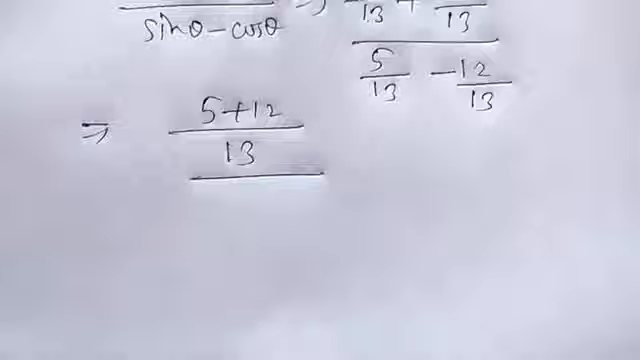 sinθ - cosθ ⇒ 13 + 13
5/13 - 12/13
⇒ 5+12
13